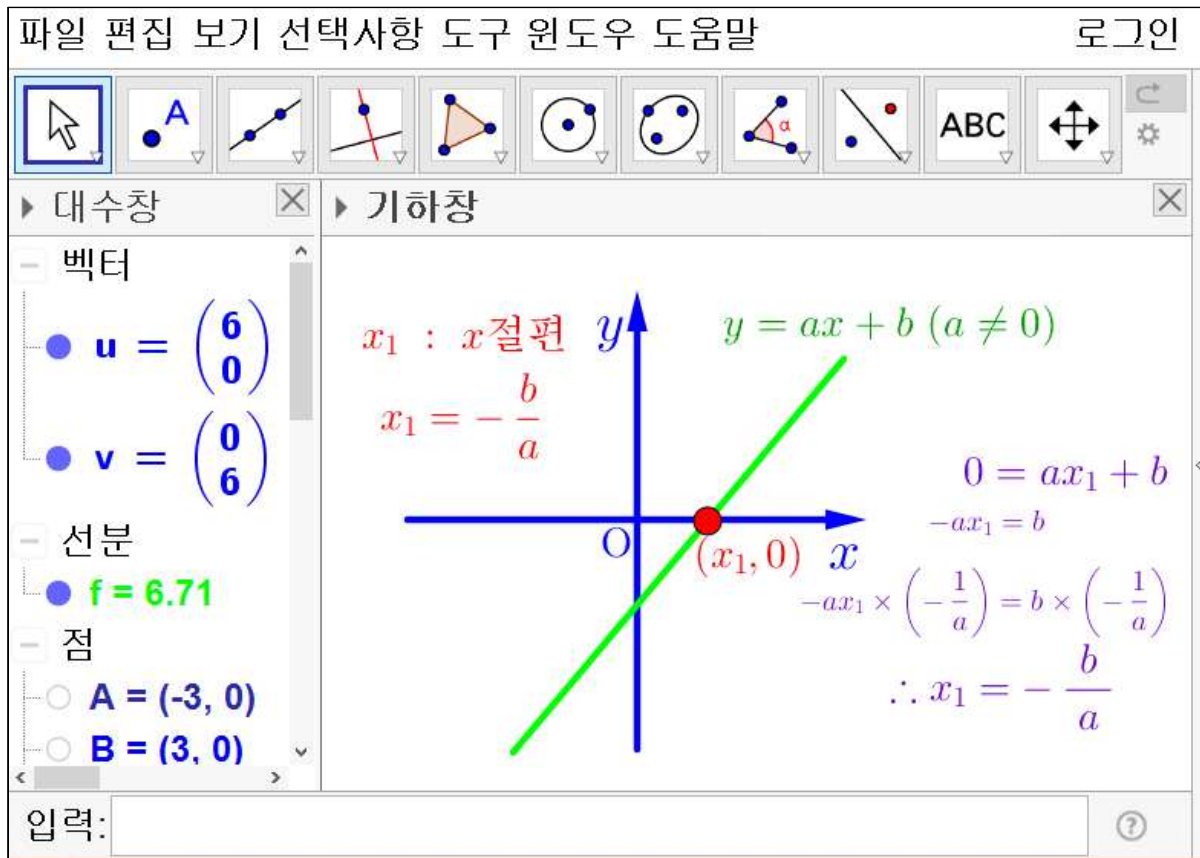 파일 편집 보기 선택사항 도구 윈도우 도움말 로그인
A α ABC
대수창
벡터
u = (6 0)
v = (0 6)
선분
f = 6.71
점
A = (-3, 0)
B = (3, 0)
기하창
x₁ : x절편
x₁ = -b/a
y
y = ax + b (a ≠ 0)
O
(x₁, 0)
x
0 = ax₁ + b
-ax₁ = b
-ax₁ × (-1/a) = b × (-1/a)
∴ x₁ = -b/a
입력:
?